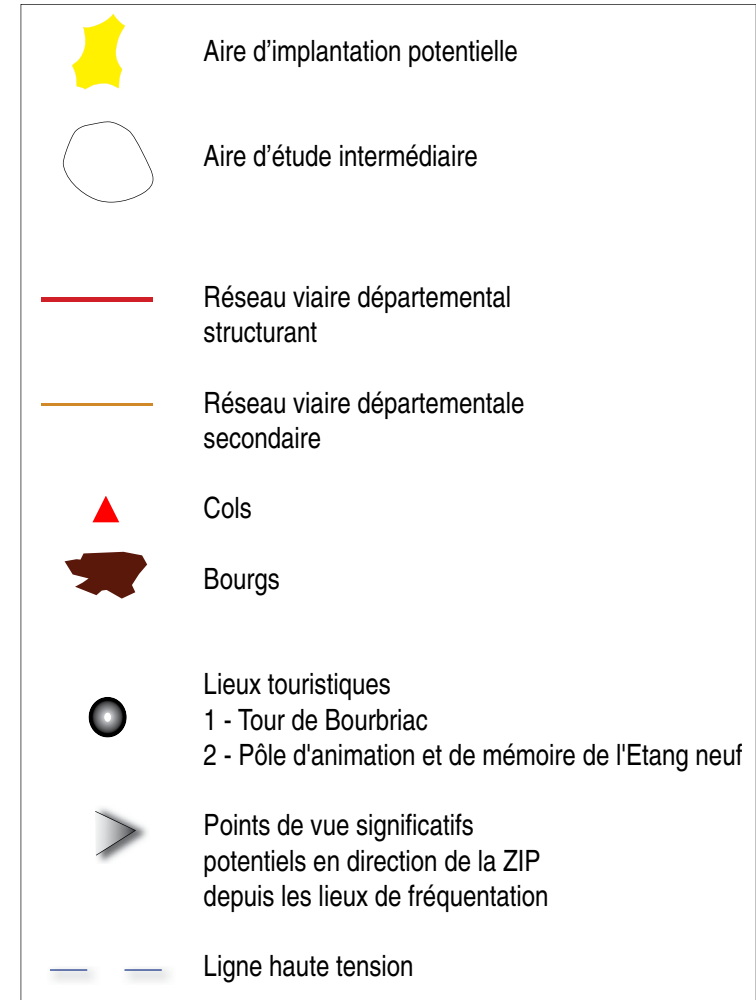 Aire d’implantation potentielle
Aire d’étude intermédiaire
Réseau viaire départemental
structurant
Réseau viaire départementale
secondaire
Cols
Bourgs
Lieux touristiques
1 - Tour de Bourbriac
2 - Pôle d'animation et de mémoire de l'Etang neuf
Points de vue significatifs
potentiels en direction de la ZIP
depuis les lieux de fréquentation
Ligne haute tension